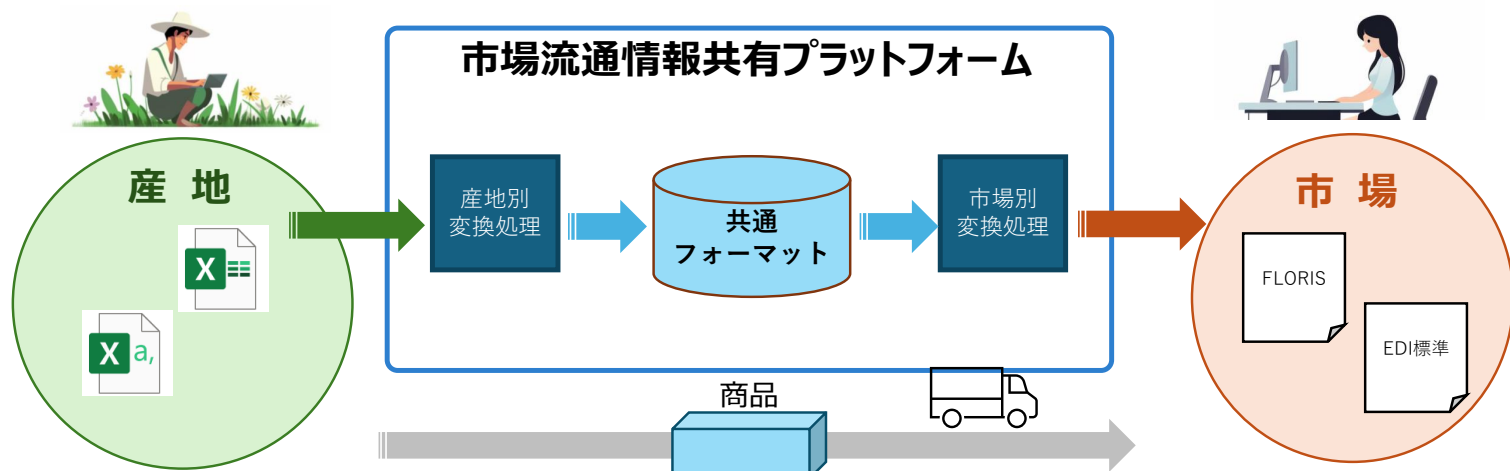 市場流通情報共有プラットフォーム
産 地
産地別
変換処理
共通
フォーマット
市場別
変換処理
市 場
X
X a,
FLORIS
EDI標準
商品